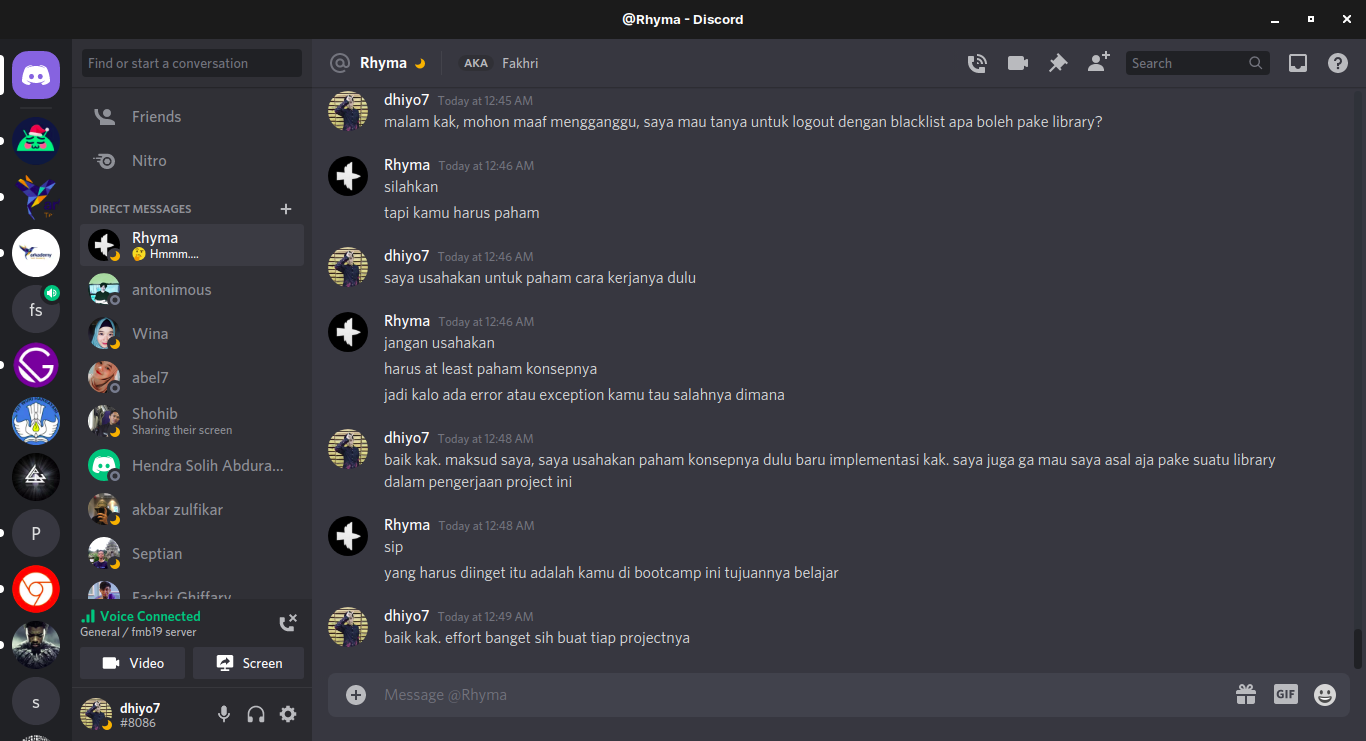 @Rhyma - Discord
Find or start a conversation
Friends
Nitro
DIRECT MESSAGES
Rhyma
🤔 Hmmm....
antonimous
Wina
abel7
Shohib
Sharing their screen
Hendra Solih Abdura...
akbar zulfikar
Septian
Fachri Ghiffary
fs
P
s
Voice Connected
General / fmb19 server
Video
Screen
dhiyo7
#8086
Rhyma
AKA Fakhri
Search
dhiyo7 Today at 12:45 AM
malam kak, mohon maaf mengganggu, saya mau tanya untuk logout dengan blacklist apa boleh pake library?
Rhyma Today at 12:46 AM
silahkan
tapi kamu harus paham
dhiyo7 Today at 12:46 AM
saya usahakan untuk paham cara kerjanya dulu
Rhyma Today at 12:46 AM
jangan usahakan
harus at least paham konsepnya
jadi kalo ada error atau exception kamu tau salahnya dimana
dhiyo7 Today at 12:48 AM
baik kak. maksud saya, saya usahakan paham konsepnya dulu baru implementasi kak. saya juga ga mau saya asal aja pake suatu library
dalam pengerjaan project ini
Rhyma Today at 12:48 AM
sip
yang harus diinget itu adalah kamu di bootcamp ini tujuannya belajar
dhiyo7 Today at 12:49 AM
baik kak. effort banget sih buat tiap projectnya
Message @Rhyma
GIF